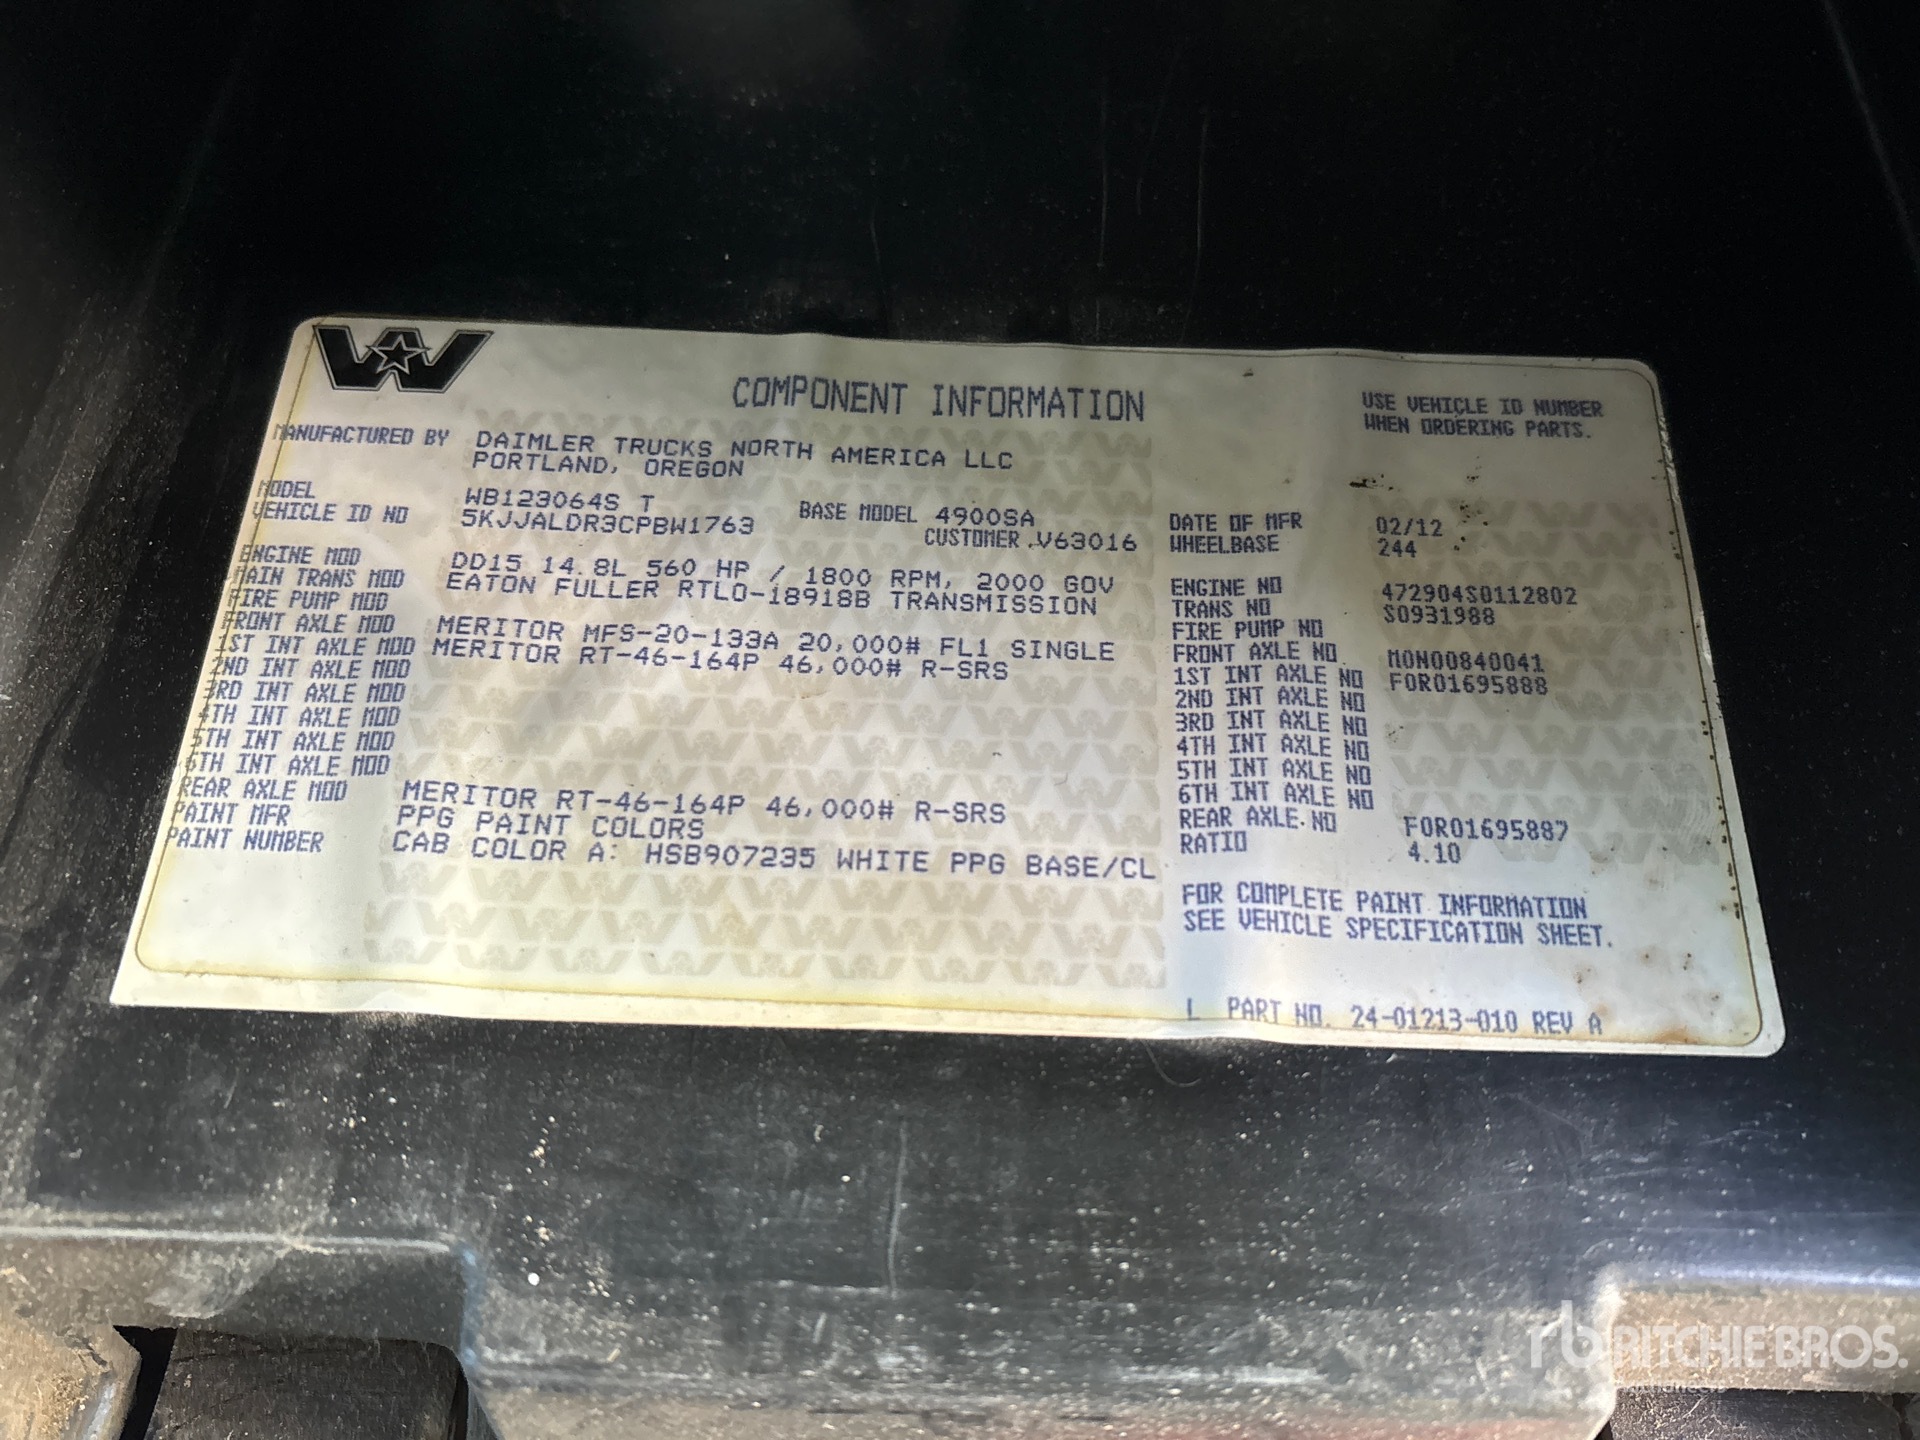 COMPONENT INFORMATION
USE VEHICLE ID NUMBER
WHEN ORDERING PARTS.
MANUFACTURED BY DAIMLER TRUCKS NORTH AMERICA LLC
PORTLAND, OREGON
MODEL WB123064S T BASE MODEL 4900SA DATE OF MFR 02/12
VEHICLE ID NO 5KJJALDR3CPBW1763 CUSTOMER V63016 WHEELBASE 244
ENGINE MOD DD15 14.8L 560 HP / 1800 RPM, 2000 GOV ENGINE NO 472904S0112802
MAIN TRANS MOD EATON FULLER RTLO-18918B TRANSMISSION TRANS NO S0931988
FIRE PUMP MOD FIRE PUMP NO
FRONT AXLE MOD MERITOR MFS-20-133A 20,000# FL1 SINGLE FRONT AXLE NO MON00840041
1ST INT AXLE MOD MERITOR RT-46-164P 46,000# R-SRS 1ST INT AXLE NO FOR01695888
2ND INT AXLE MOD 2ND INT AXLE NO
3RD INT AXLE MOD 3RD INT AXLE NO
4TH INT AXLE MOD 4TH INT AXLE NO
5TH INT AXLE MOD 5TH INT AXLE NO
6TH INT AXLE MOD 6TH INT AXLE NO
REAR AXLE MOD MERITOR RT-46-164P 46,000# R-SRS REAR AXLE NO FOR01695887
PAINT MFR PPG PAINT COLORS RATIO 4.10
PAINT NUMBER CAB COLOR A: HSB907235 WHITE PPG BASE/CL
FOR COMPLETE PAINT INFORMATION
SEE VEHICLE SPECIFICATION SHEET.
L PART NO. 24-01213-010 REV A
rb RITCHIE BROS.